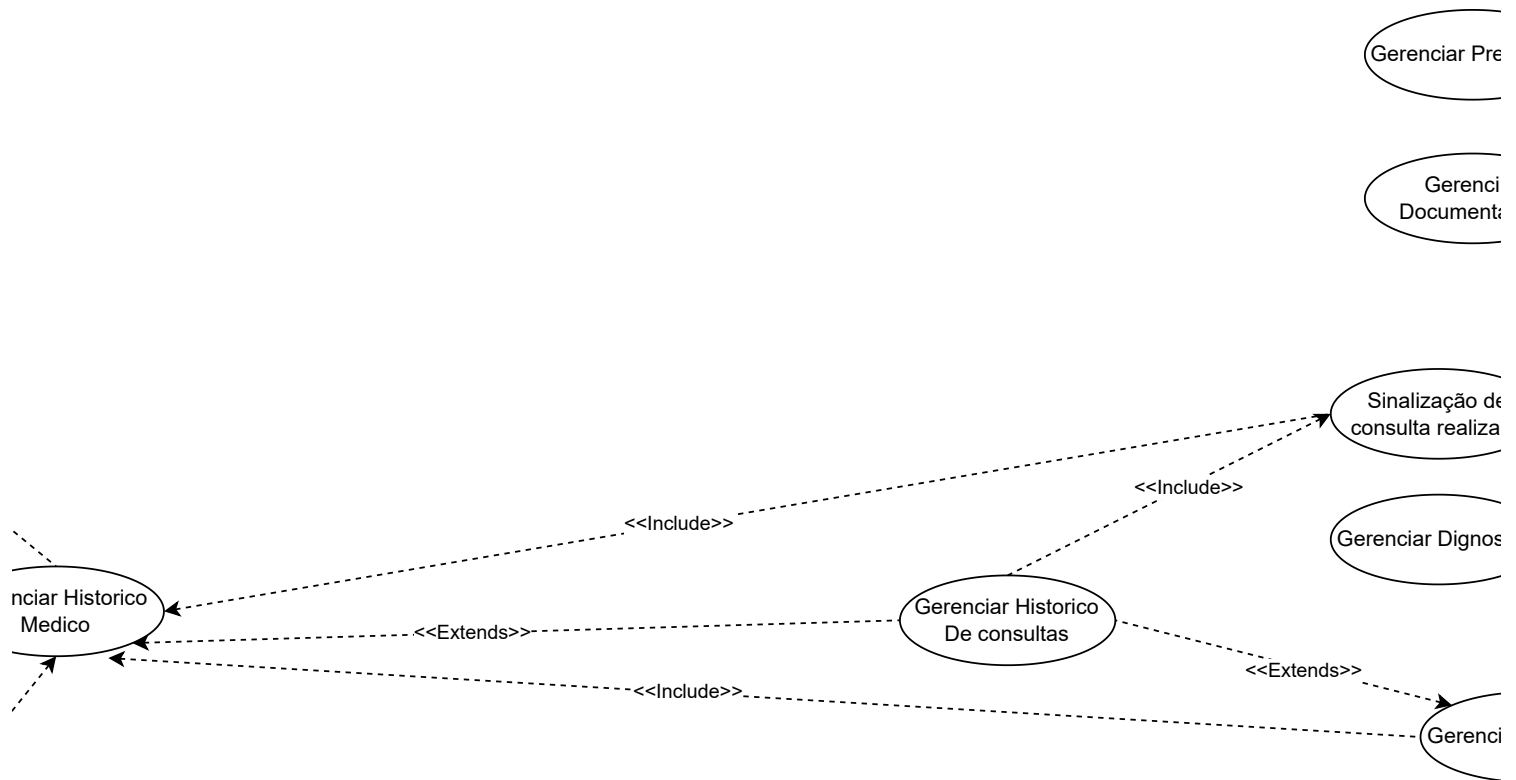 Gerenciar Pre
Gerenci
Documenta
Sinalização de
consulta realiza
<<Include>>
<<Include>>
Gerenciar Dignos
nciar Historico
Medico
Gerenciar Historico
De consultas
<<Extends>>
<<Extends>>
<<Include>>
Gerenci